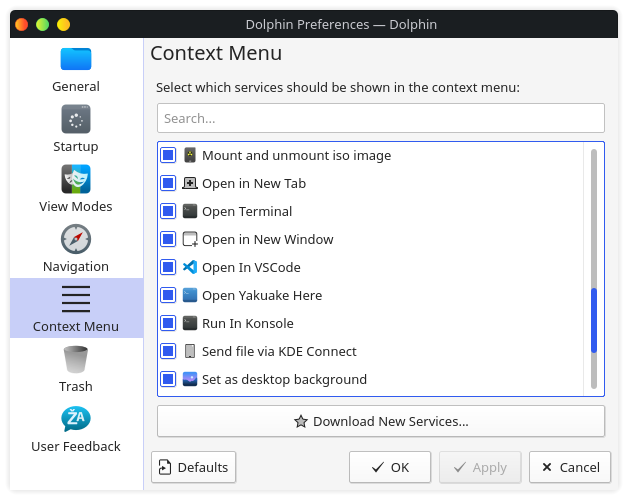 Dolphin Preferences — Dolphin
General
Startup
View Modes
Navigation
Context Menu
Trash
User Feedback
Context Menu
Select which services should be shown in the context menu:
Search...
Mount and unmount iso image
Open in New Tab
Open Terminal
Open in New Window
Open In VSCode
Open Yakuake Here
Run In Konsole
Send file via KDE Connect
Set as desktop background
Download New Services...
Defaults
OK
Apply
Cancel